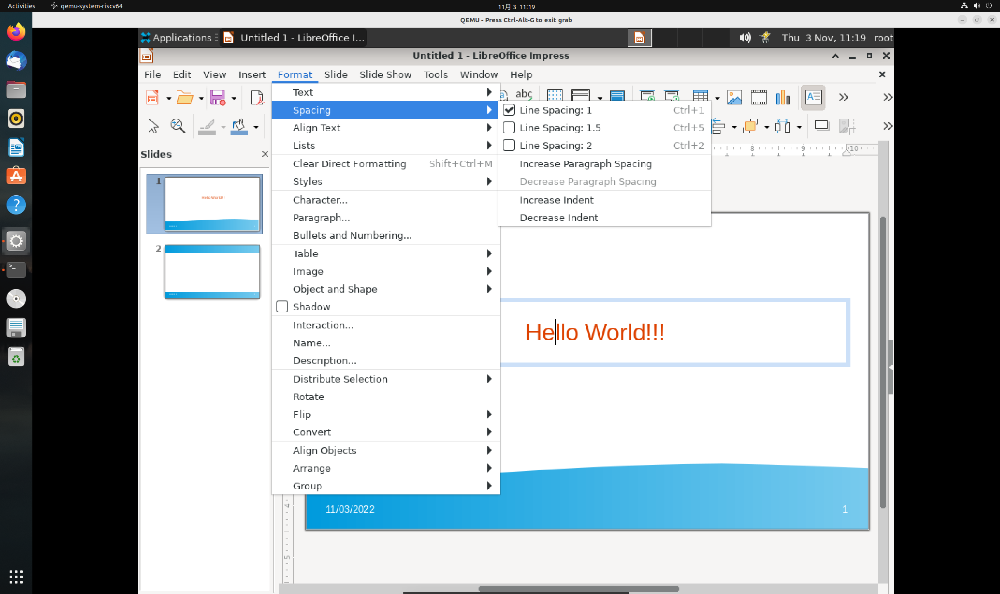 Activities qemu-system-riscv64 11月 3 11:19
QEMU - Press Ctrl-Alt-G to exit grab
Applications Untitled 1 - LibreOffice I... Thu 3 Nov, 11:19 root
Untitled 1 - LibreOffice Impress
File Edit View Insert Format Slide Slide Show Tools Window Help
Text
Spacing
Align Text
Lists
Clear Direct Formatting Shift+Ctrl+M
Styles
Character...
Paragraph...
Bullets and Numbering...
Table
Image
Object and Shape
Shadow
Interaction...
Name...
Description...
Distribute Selection
Rotate
Flip
Convert
Align Objects
Arrange
Group
Line Spacing: 1 Ctrl+1
Line Spacing: 1.5 Ctrl+5
Line Spacing: 2 Ctrl+2
Increase Paragraph Spacing
Decrease Paragraph Spacing
Increase Indent
Decrease Indent
abc
8 9 10
Slides
1
Hello World!!!
2
Hello World!!!
11/03/2022 1
4
5